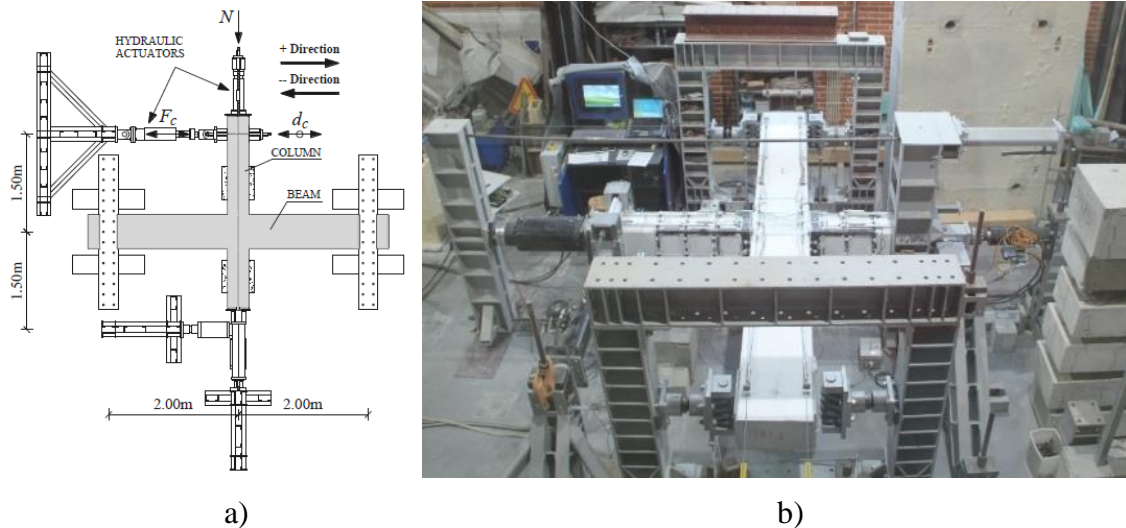 N
HYDRAULIC
ACTUATORS
+ Direction
-- Direction
F_c
d_c
COLUMN
BEAM
1.50m
1.50m
2.00m
2.00m
a)
b)